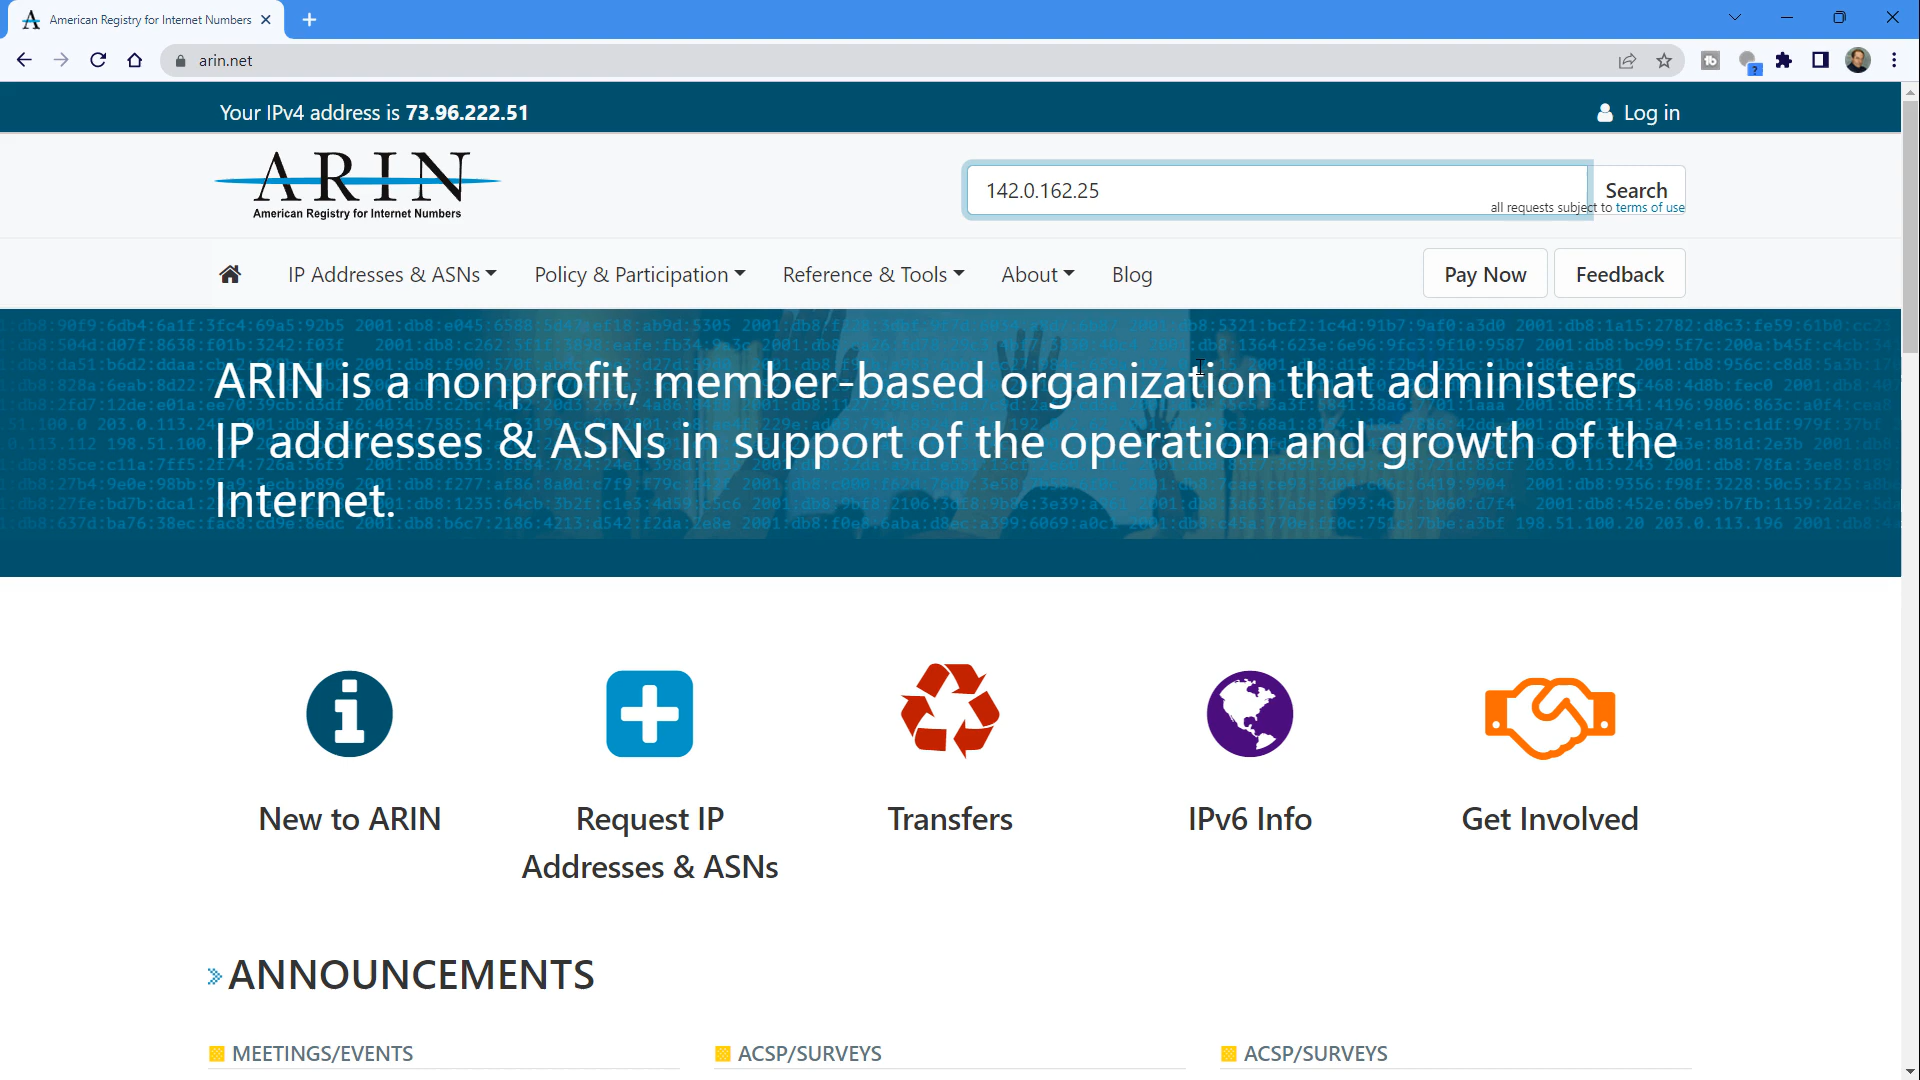 American Registry for Internet Numbers
arin.net
Your IPv4 address is 73.96.222.51
Log in
ARIN
American Registry for Internet Numbers
142.0.162.25
Search
all requests subject to terms of use
IP Addresses & ASNs
Policy & Participation
Reference & Tools
About
Blog
Pay Now
Feedback
ARIN is a nonprofit, member-based organization that administers
IP addresses & ASNs in support of the operation and growth of the
Internet.
New to ARIN
Request IP
Addresses & ASNs
Transfers
IPv6 Info
Get Involved
ANNOUNCEMENTS
MEETINGS/EVENTS
ACSP/SURVEYS
ACSP/SURVEYS